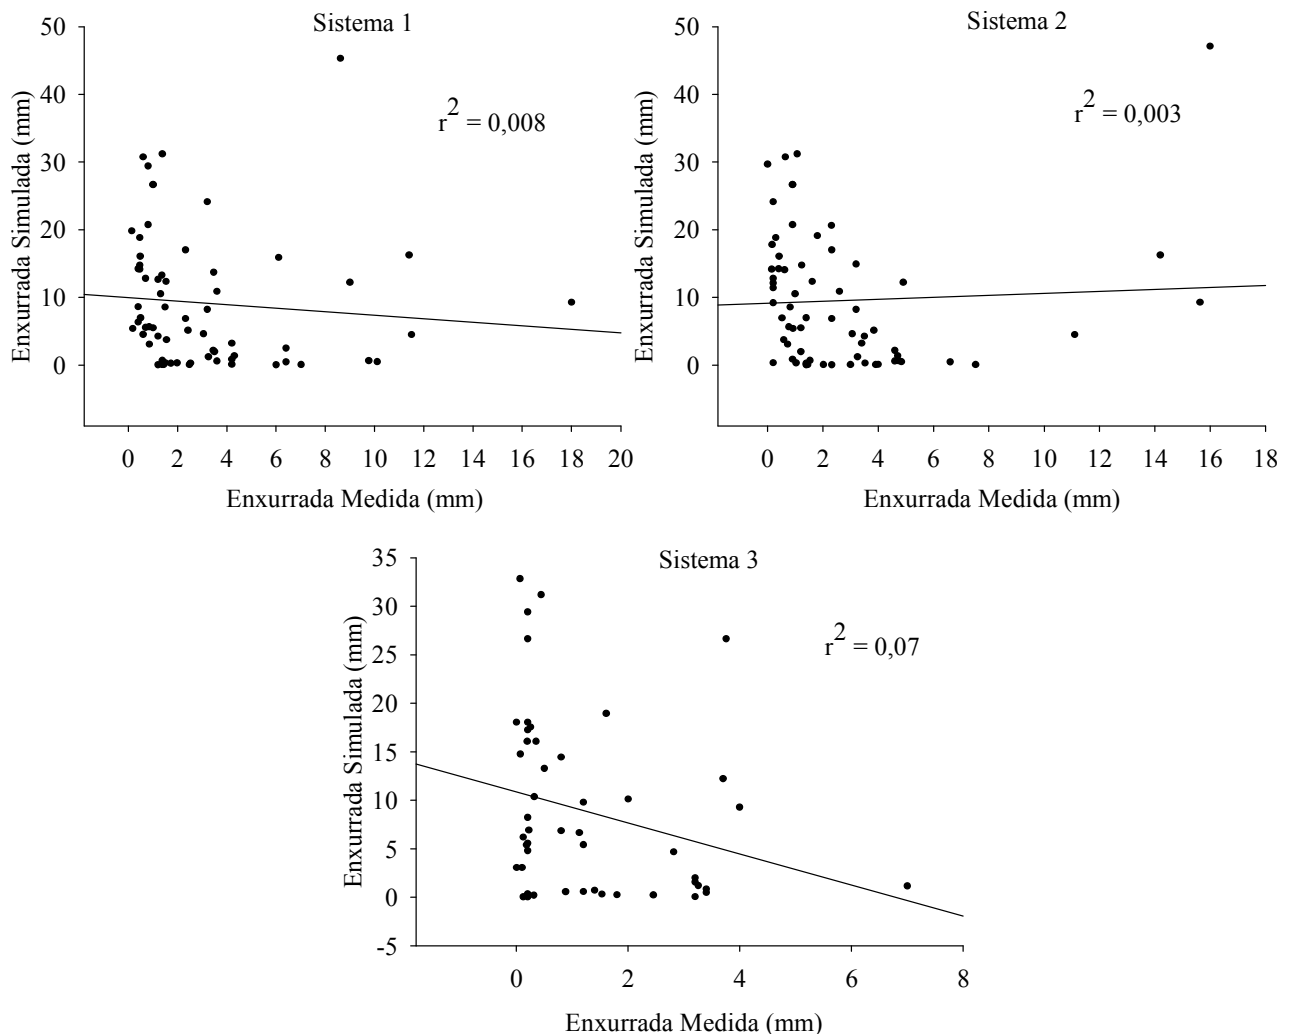 Sistema 1
r2 = 0,008
Enxurrada Simulada (mm)
50
40
30
20
10
0
0 2 4 6 8 10 12 14 16 18 20
Enxurrada Medida (mm)
Sistema 2
r2 = 0,003
Enxurrada Simulada (mm)
50
40
30
20
10
0
0 2 4 6 8 10 12 14 16 18
Enxurrada Medida (mm)
Sistema 3
r2 = 0,07
Enxurrada Simulada (mm)
35
30
25
20
15
10
5
0
-5
0 2 4 6 8
Enxurrada Medida (mm)